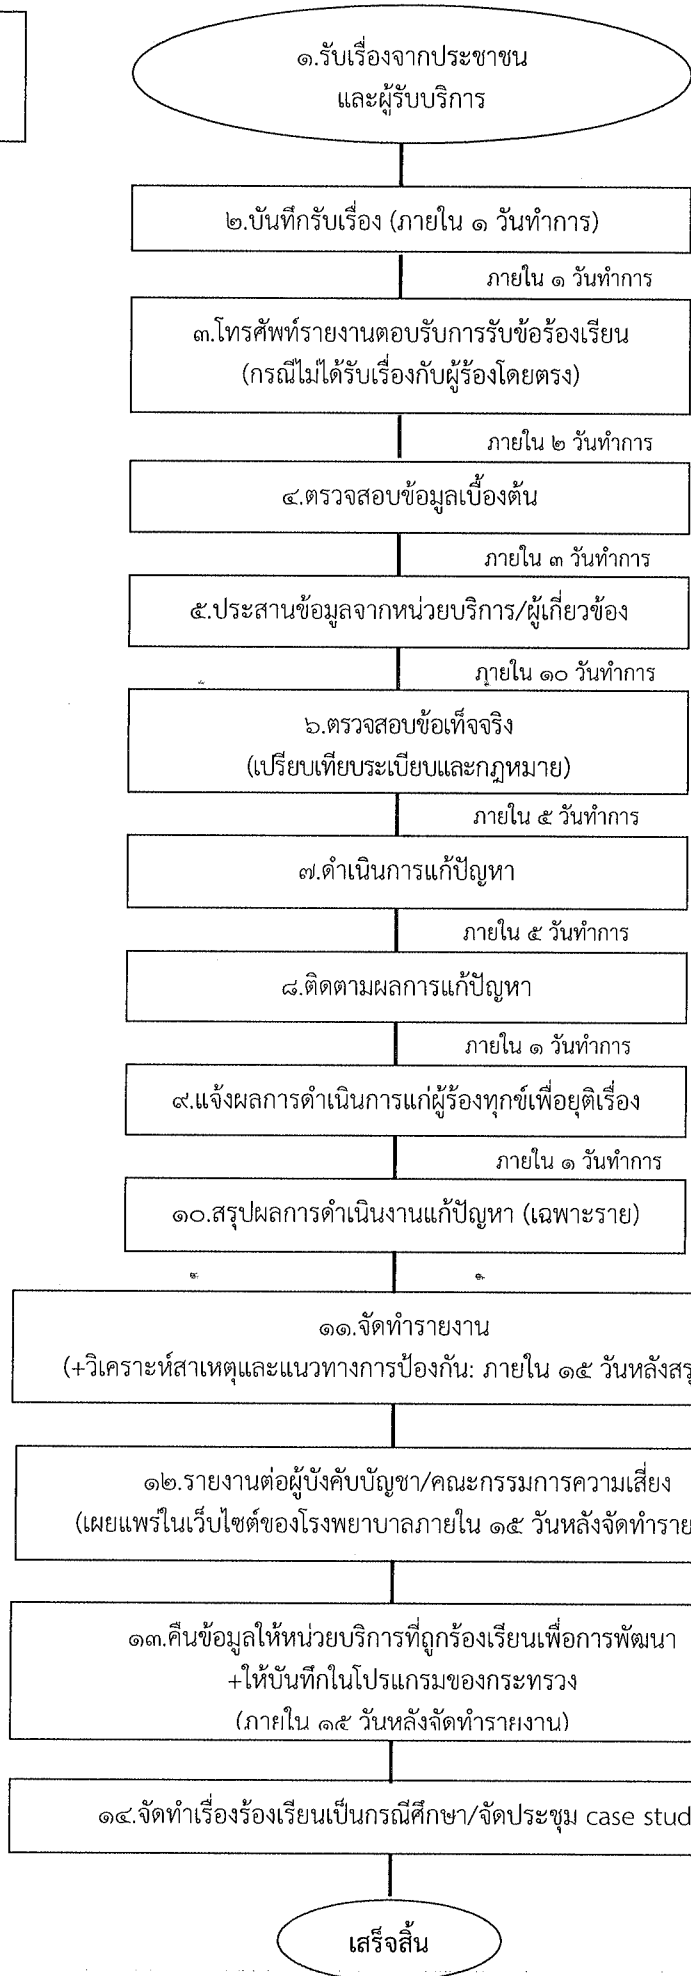 ๑.รับเรื่องจากประชาชน
และผู้รับบริการ
๒.บันทึกรับเรื่อง (ภายใน ๑ วันทำการ)
ภายใน ๑ วันทำการ
๓.โทรศัพท์รายงานตอบรับการรับข้อร้องเรียน
(กรณีไม่ได้รับเรื่องกับผู้ร้องโดยตรง)
ภายใน ๒ วันทำการ
๔.ตรวจสอบข้อมูลเบื้องต้น
ภายใน ๓ วันทำการ
๕.ประสานข้อมูลจากหน่วยบริการ/ผู้เกี่ยวข้อง
ภายใน ๑๐ วันทำการ
๖.ตรวจสอบข้อเท็จจริง
(เปรียบเทียบระเบียบและกฎหมาย)
ภายใน ๕ วันทำการ
๗.ดำเนินการแก้ปัญหา
ภายใน ๕ วันทำการ
๘.ติดตามผลการแก้ปัญหา
ภายใน ๑ วันทำการ
๙.แจ้งผลการดำเนินการแก่ผู้ร้องทุกข์เพื่อยุติเรื่อง
ภายใน ๑ วันทำการ
๑๐.สรุปผลการดำเนินงานแก้ปัญหา (เฉพาะราย)
๑๑.จัดทำรายงาน
(+วิเคราะห์สาเหตุและแนวทางการป้องกัน: ภายใน ๑๕ วันหลังสรุ
๑๒.รายงานต่อผู้บังคับบัญชา/คณะกรรมการความเสี่ยง
(เผยแพร่ในเว็บไซต์ของโรงพยาบาลภายใน ๑๕ วันหลังจัดทำราย
๑๓.คืนข้อมูลให้หน่วยบริการที่ถูกร้องเรียนเพื่อการพัฒนา
+ให้บันทึกในโปรแกรมของกระทรวง
(ภายใน ๑๕ วันหลังจัดทำรายงาน)
๑๔.จัดทำเรื่องร้องเรียนเป็นกรณีศึกษา/จัดประชุม case stud
เสร็จสิ้น